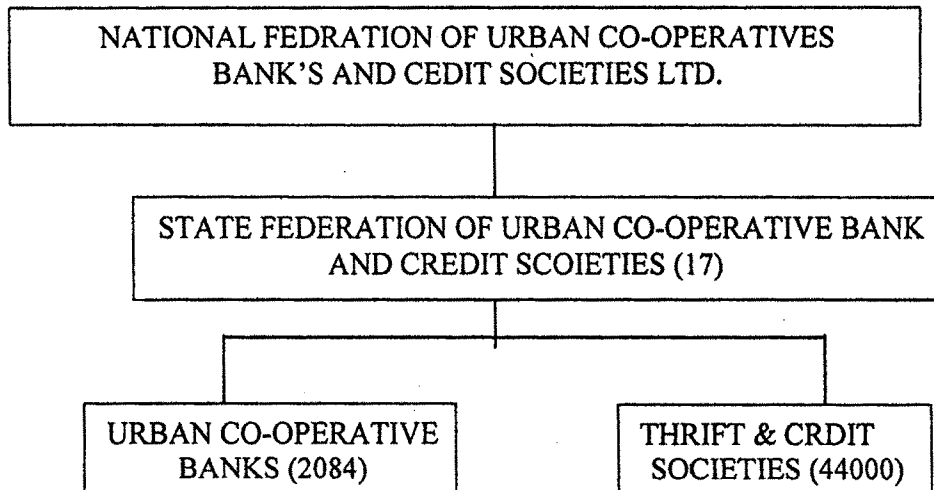 NATIONAL FEDRATION OF URBAN CO-OPERATIVES
BANK'S AND CEDIT SOCIETIES LTD.
STATE FEDERATION OF URBAN CO-OPERATIVE BANK
AND CREDIT SCOIETIES (17)
URBAN CO-OPERATIVE
BANKS (2084)
THRIFT & CRDIT
SOCIETIES (44000)